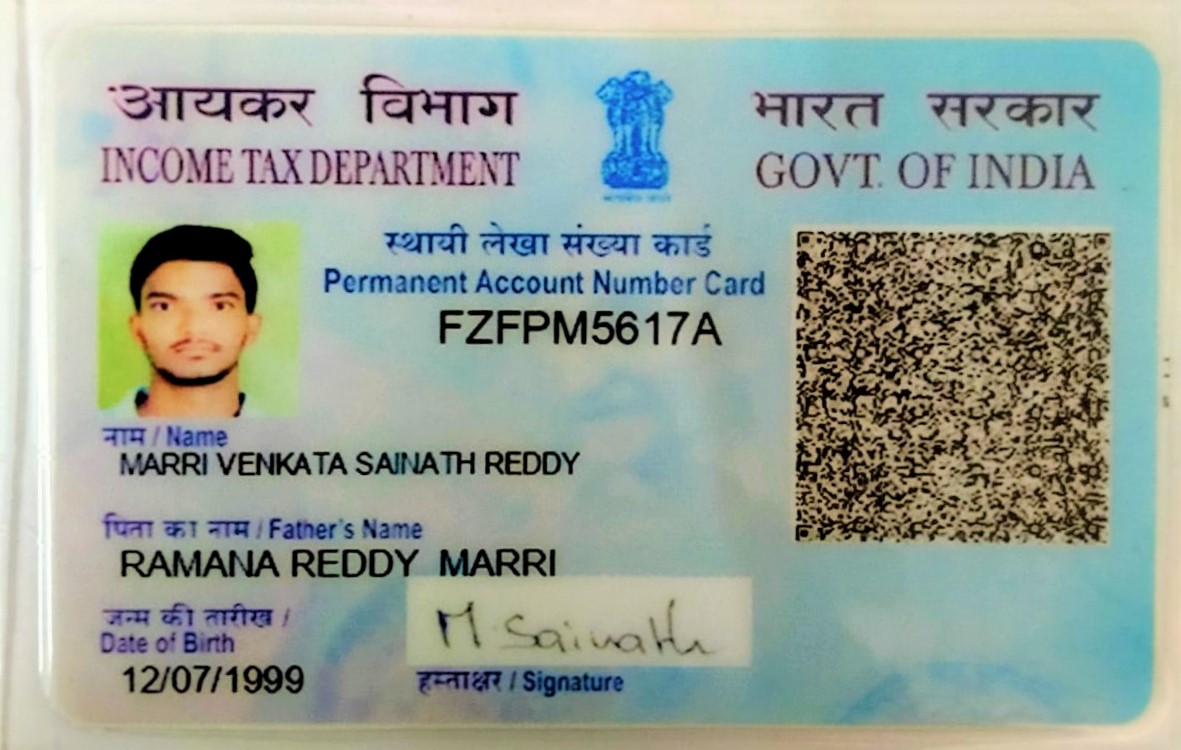 आयकर विभाग
INCOME TAX DEPARTMENT
भारत सरकार
GOVT. OF INDIA
स्थायी लेखा संख्या कार्ड
Permanent Account Number Card
FZFPM5617A
नाम / Name
MARRI VENKATA SAINATH REDDY
पिता का नाम / Father's Name
RAMANA REDDY MARRI
जन्म की तारीख /
Date of Birth
12/07/1999
M Sainath
हस्ताक्षर / Signature